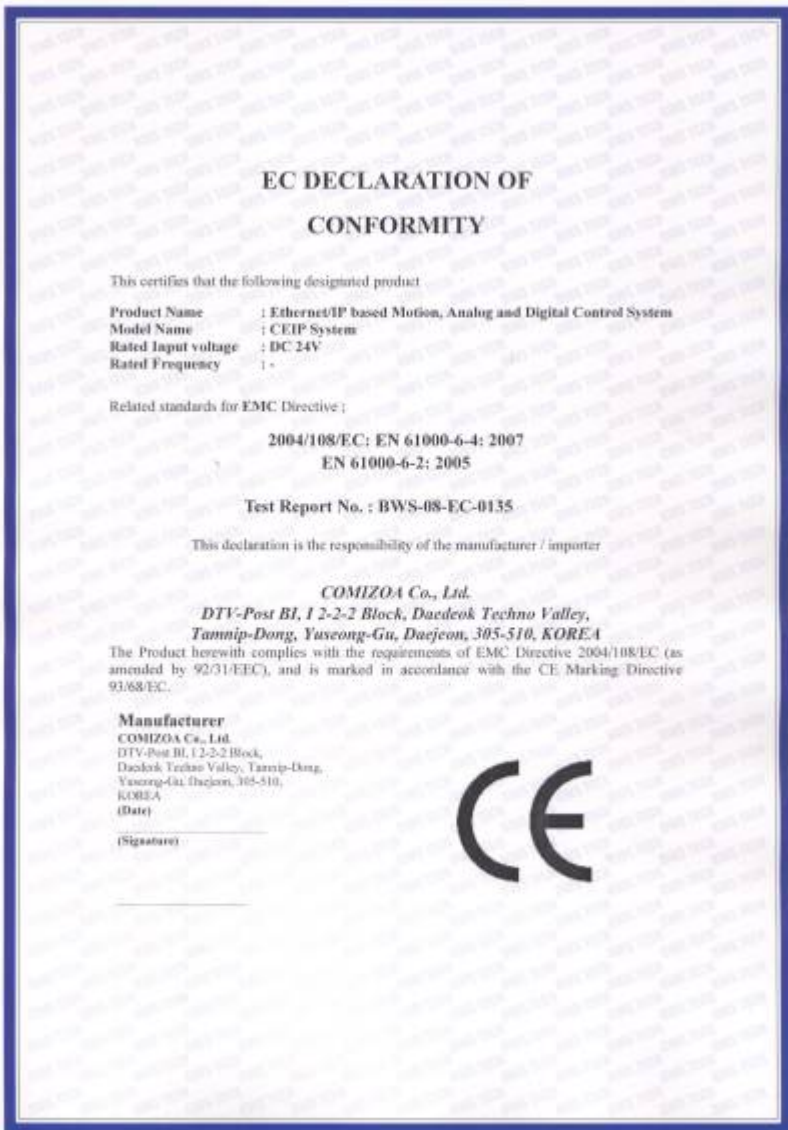 EC DECLARATION OF
CONFORMITY
This certifies that the following designated product
Product Name : Ethernet/IP based Motion, Analog and Digital Control System
Model Name : CEIP System
Rated Input voltage : DC 24V
Rated Frequency : -
Related standards for EMC Directive ;
2004/108/EC: EN 61000-6-4: 2007
EN 61000-6-2: 2005
Test Report No. : BWS-08-EC-0135
This declaration is the responsibility of the manufacturer / importer
COMIZOA Co., Ltd.
DTV-Post BI, I 2-2-2 Block, Daedeok Techno Valley,
Tamnip-Dong, Yuseong-Gu, Daejeon, 305-510, KOREA
The Product herewith complies with the requirements of EMC Directive 2004/108/EC (as
amended by 92/31/EEC), and is marked in accordance with the CE Marking Directive
93/68/EC.
Manufacturer
COMIZOA Co., Ltd.
DTV-Post BI, I 2-2-2 Block,
Daedeok Techno Valley, Tamnip-Dong,
Yuseong-Gu, Daejeon, 305-510,
KOREA
(Date)
(Signature)
CE